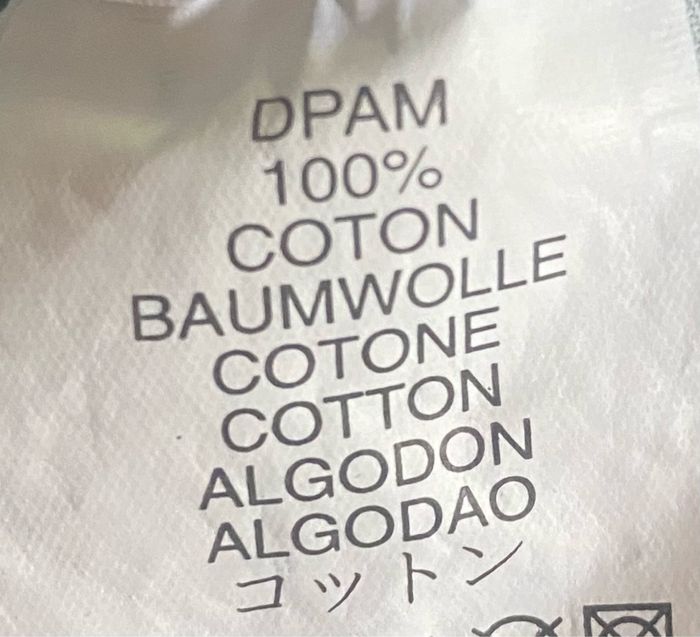 DPAM
100%
COTON
BAUMWOLLE
COTONE
COTTON
ALGODON
ALGODAO
コットン